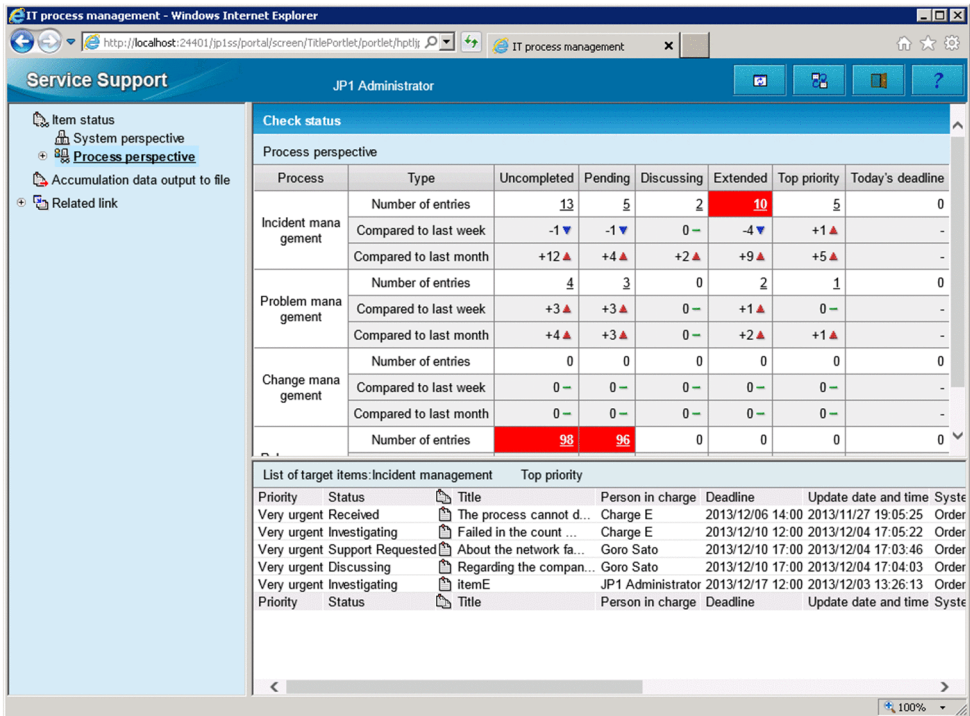 IT process management - Windows Internet Explorer
http://localhost:24401/jp1ss/portal/screen/TitlePortlet/portlet/hptl
IT process management
Service Support
JP1 Administrator
?
Item status
System perspective
Process perspective
Accumulation data output to file
Related link
Check status
Process perspective
Process Type Uncompleted Pending Discussing Extended Top priority Today's deadline
Incident mana
gement
Number of entries 13 5 2 10 5 0
Compared to last week -1▼ -1▼ 0 -4▼ +1▲ -
Compared to last month +12▲ +4▲ +2▲ +9▲ +5▲ -
Problem mana
gement
Number of entries 4 3 0 2 1 0
Compared to last week +3▲ +3▲ 0 +1▲ 0 -
Compared to last month +4▲ +3▲ 0 +2▲ +1▲ -
Change mana
gement
Number of entries 0 0 0 0 0 0
Compared to last week 0 0 0 0 0 -
Compared to last month 0 0 0 0 0 -
Number of entries 98 96 0 0 0 0
List of target items:Incident management Top priority
Priority Status Title Person in charge Deadline Update date and time Syste
Very urgent Received The process cannot d... Charge E 2013/12/06 14:00 2013/11/27 19:05:25 Order
Very urgent Investigating Failed in the count ... Charge E 2013/12/10 12:00 2013/12/04 17:05:22 Order
Very urgent Support Requested About the network fa... Goro Sato 2013/12/10 17:00 2013/12/04 17:03:46 Order
Very urgent Discussing Regarding the compan... Goro Sato 2013/12/10 17:00 2013/12/04 17:04:03 Order
Very urgent Investigating itemE JP1 Administrator 2013/12/17 12:00 2013/12/03 13:26:13 Order
Priority Status Title Person in charge Deadline Update date and time Syste
100%